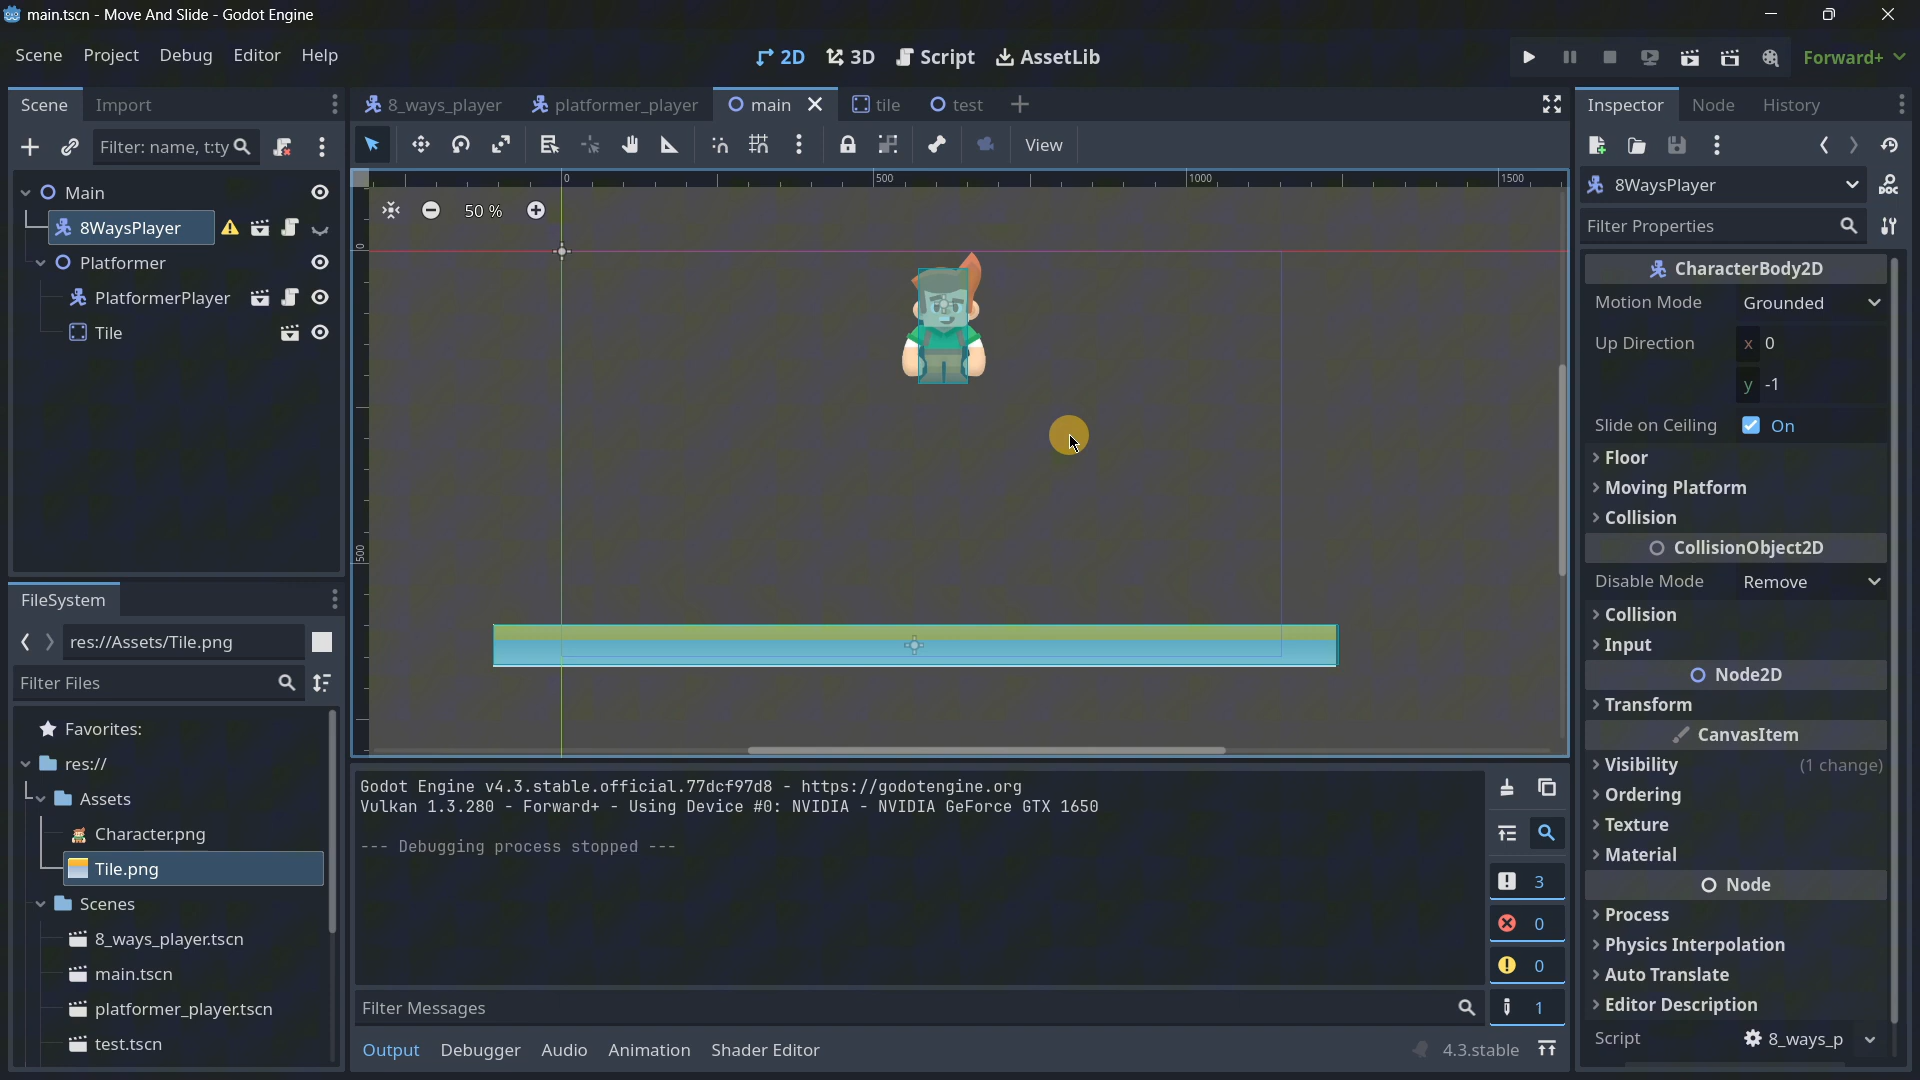 main.tscn - Move And Slide - Godot Engine
Scene Project Debug Editor Help
2D 3D Script AssetLib
Forward+
Scene Import
8_ways_player platformer_player main tile test
Inspector Node History
Filter: name, t:ty
View
Main
8WaysPlayer
Platformer
PlatformerPlayer
Tile
0 500 1000 1500
50 %
0
500
8WaysPlayer
Filter Properties
CharacterBody2D
Motion Mode Grounded
Up Direction x 0
y -1
Slide on Ceiling On
Floor
Moving Platform
Collision
CollisionObject2D
Disable Mode Remove
Collision
Input
Node2D
Transform
CanvasItem
Visibility (1 change)
Ordering
Texture
Material
Node
Process
Physics Interpolation
Auto Translate
Editor Description
Script 8_ways_p
FileSystem
res://Assets/Tile.png
Filter Files
Favorites:
res://
Assets
Character.png
Tile.png
Scenes
8_ways_player.tscn
main.tscn
platformer_player.tscn
test.tscn
Godot Engine v4.3.stable.official.77dcf97d8 - https://godotengine.org
Vulkan 1.3.280 - Forward+ - Using Device #0: NVIDIA - NVIDIA GeForce GTX 1650
--- Debugging process stopped ---
3
0
0
1
Filter Messages
Output Debugger Audio Animation Shader Editor
4.3.stable